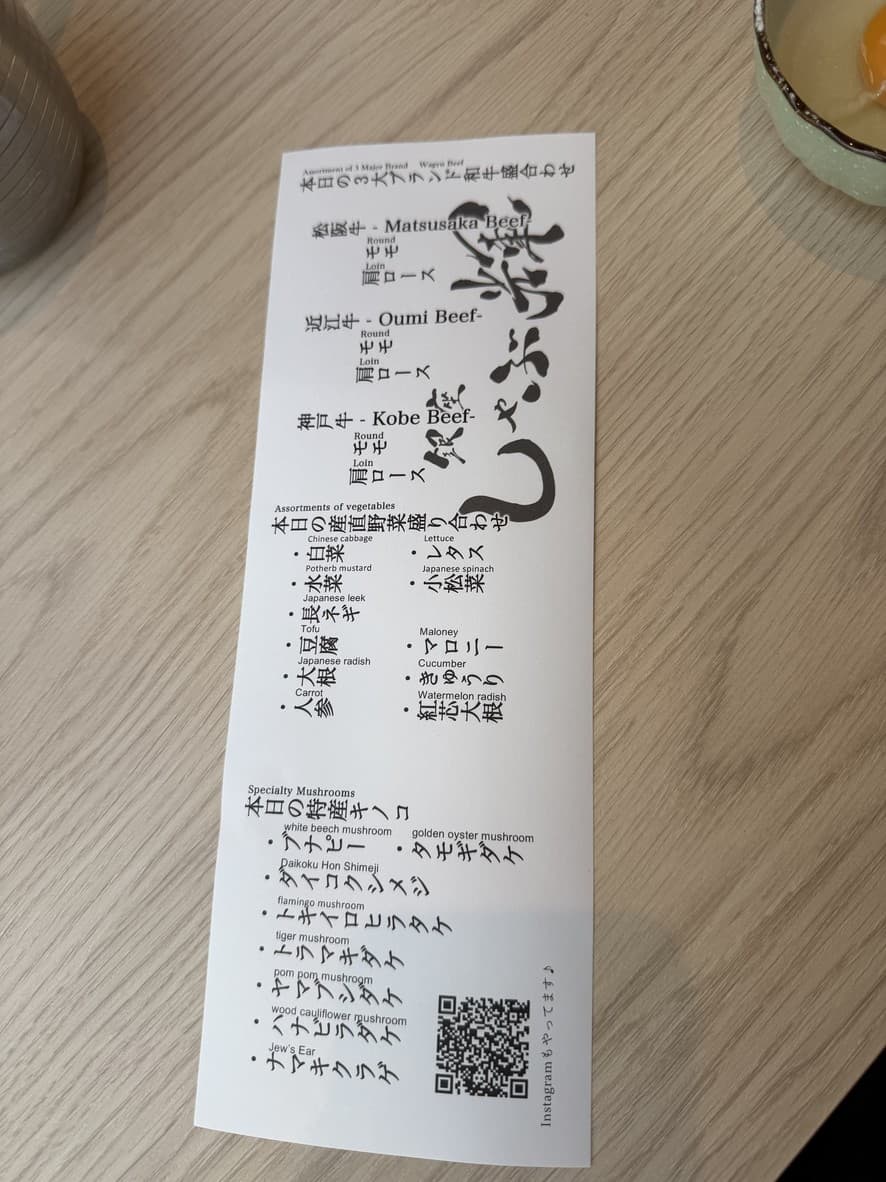 Assortment of 3 Major Brand Wagyu Beef
本日の3大ブランド和牛盛合わせ
松阪牛 - Matsusaka Beef-
Round
モモ
Loin
肩ロース
近江牛 - Oumi Beef-
Round
モモ
Loin
肩ロース
神戸牛 - Kobe Beef-
Round
モモ
Loin
肩ロース
しゃぶ
銀座
Assortments of vegetables
本日の産直野菜盛り合わせ
Chinese cabbage
・白菜
Potherb mustard
・水菜
Japanese leek
・長ネギ
Tofu
・豆腐
Japanese radish
・大根
Carrot
・人参
Lettuce
・レタス
Japanese spinach
・小松菜
Maloney
・マロニー
Cucumber
・きゅうり
Watermelon radish
・紅芯大根
Specialty Mushrooms
本日の特産キノコ
white beech mushroom
・ブナピー
golden oyster mushroom
・タモギダケ
Daikoku Hon Shimeji
・ダイコクシメジ
flamingo mushroom
・トキイロヒラタケ
tiger mushroom
・トラマキダケ
pom pom mushroom
・ヤマブシダケ
wood cauliflower mushroom
・ハナビラダケ
Jew's Ear
・ナマキクラゲ
Instagramもやってます♪